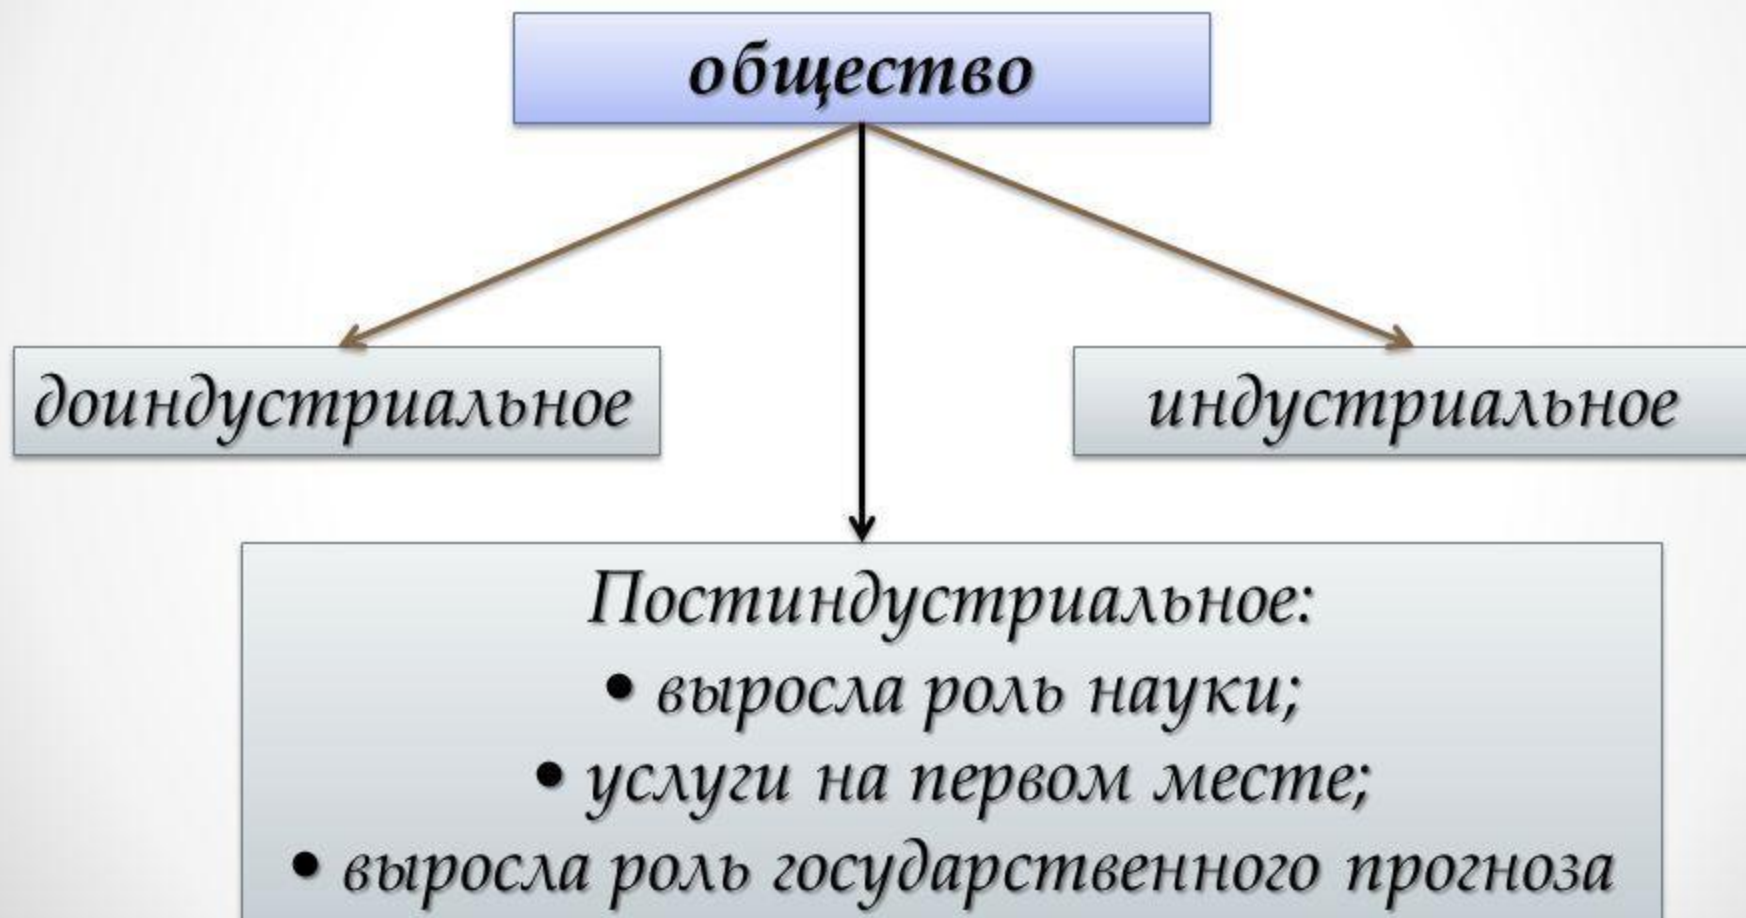 общество
доиндустриальное
индустриальное
Постиндустриальное:
• выросла роль науки;
• услуги на первом месте;
• выросла роль государственного прогноза